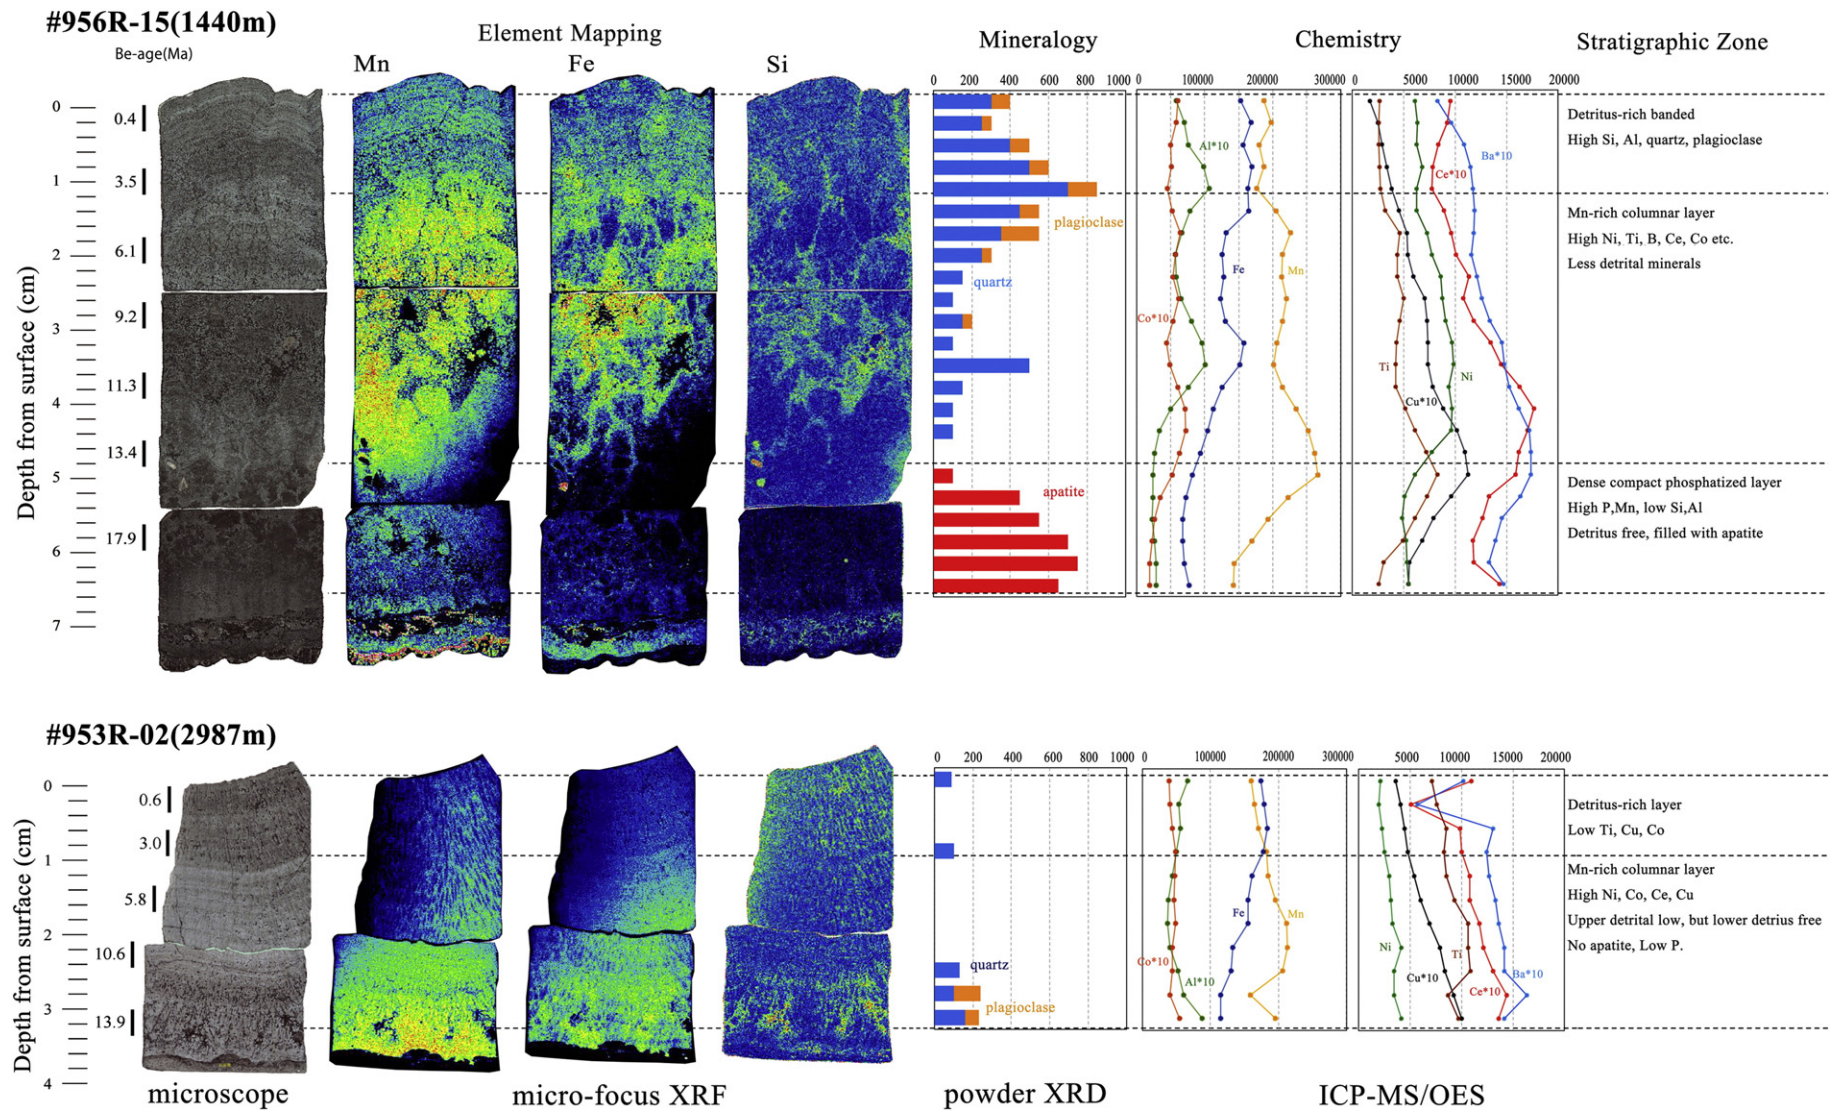 #956R-15(1440m)
Be-age(Ma)
Element Mapping
Mn
Fe
Si
Mineralogy
Chemistry
Stratigraphic Zone
0 200 400 600 800 1000
0 100000 200000 300000
0 5000 10000 15000 20000
Depth from surface (cm)
0
1
2
3
4
5
6
7
0.4
3.5
6.1
9.2
11.3
13.4
17.9
plagioclase
quartz
apatite
Al*10
Fe
Mn
Co*10
Ba*10
Ce*10
Ti
Ni
Cu*10
Detritus-rich banded
High Si, Al, quartz, plagioclase
Mn-rich columnar layer
High Ni, Ti, B, Ce, Co etc.
Less detrital minerals
Dense compact phosphatized layer
High P,Mn, low Si,Al
Detritus free, filled with apatite
#953R-02(2987m)
0 200 400 600 800 1000
0 100000 200000 300000
0 5000 10000 15000 20000
Depth from surface (cm)
0
1
2
3
4
0.6
3.0
5.8
10.6
13.9
quartz
plagioclase
Fe
Mn
Co*10
Al*10
Ni
Cu*10
Ti
Ce*10
Ba*10
Detritus-rich layer
Low Ti, Cu, Co
Mn-rich columnar layer
High Ni, Co, Ce, Cu
Upper detrital low, but lower detrius free
No apatite, Low P.
microscope
micro-focus XRF
powder XRD
ICP-MS/OES